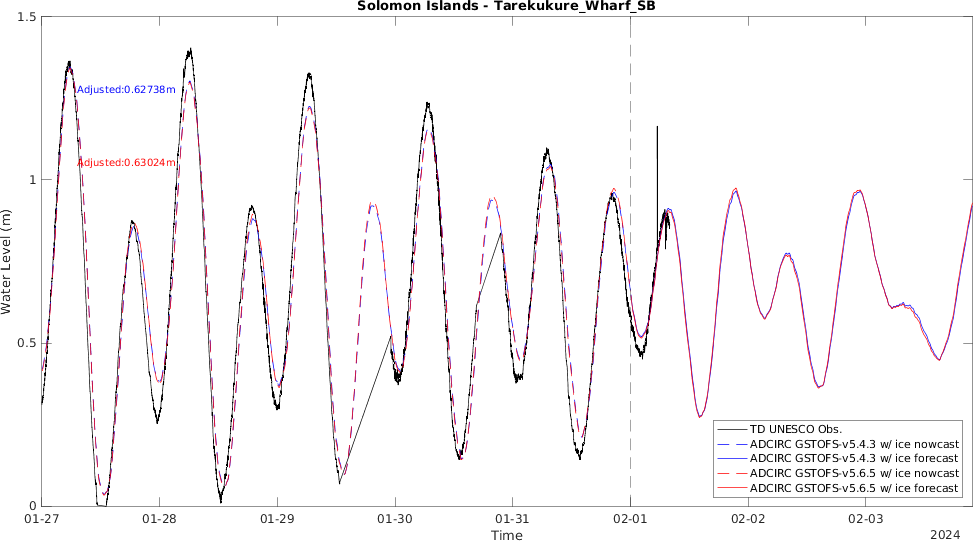 Solomon Islands - Tarekukure_Wharf_SB
Water Level (m)
1.5
1
0.5
0
Adjusted:0.62738m
Adjusted:0.63024m
TD UNESCO Obs.
ADCIRC GSTOFS-v5.4.3 w/ ice nowcast
ADCIRC GSTOFS-v5.4.3 w/ ice forecast
ADCIRC GSTOFS-v5.6.5 w/ ice nowcast
ADCIRC GSTOFS-v5.6.5 w/ ice forecast
01-27 01-28 01-29 01-30 01-31 02-01 02-02 02-03
Time
2024